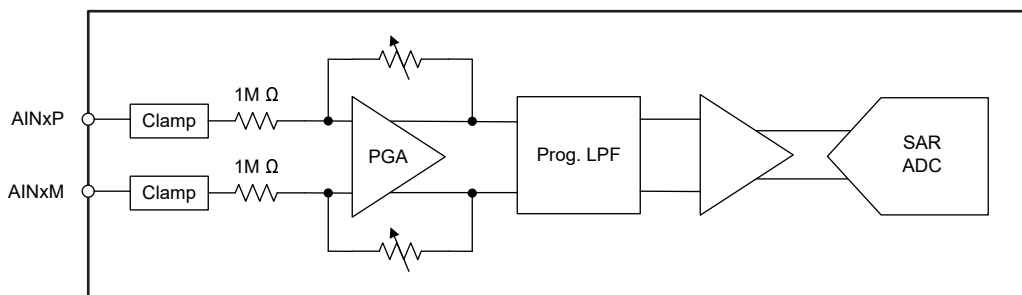 1M Ω
AINxP
Clamp
PGA
Prog. LPF
SAR
ADC
1M Ω
AINxM
Clamp